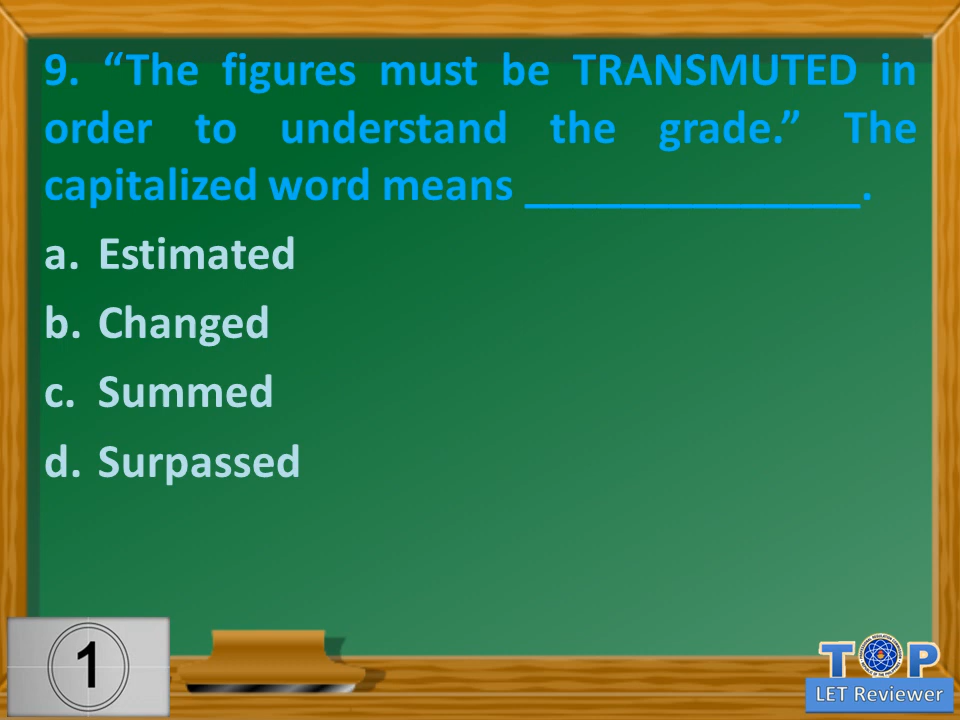 9. “The figures must be TRANSMUTED in
order to understand the grade.” The
capitalized word means _______________.
a. Estimated
b. Changed
c. Summed
d. Surpassed
1
TOP
LET Reviewer